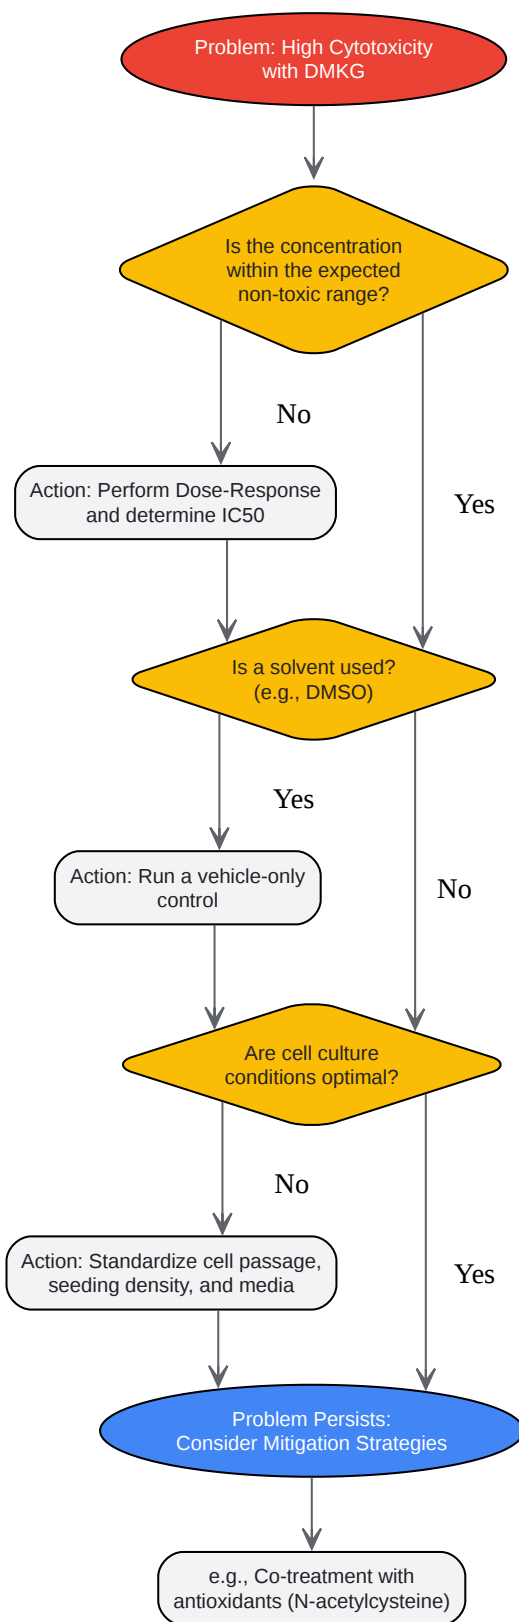 Problem: High Cytotoxicity
with DMKG
Is the concentration
within the expected
non-toxic range?
No
Action: Perform Dose-Response
and determine IC50
Yes
Is a solvent used?
(e.g., DMSO)
Yes
Action: Run a vehicle-only
control
No
Are cell culture
conditions optimal?
No
Action: Standardize cell passage,
seeding density, and media
Yes
Problem Persists:
Consider Mitigation Strategies
e.g., Co-treatment with
antioxidants (N-acetylcysteine)